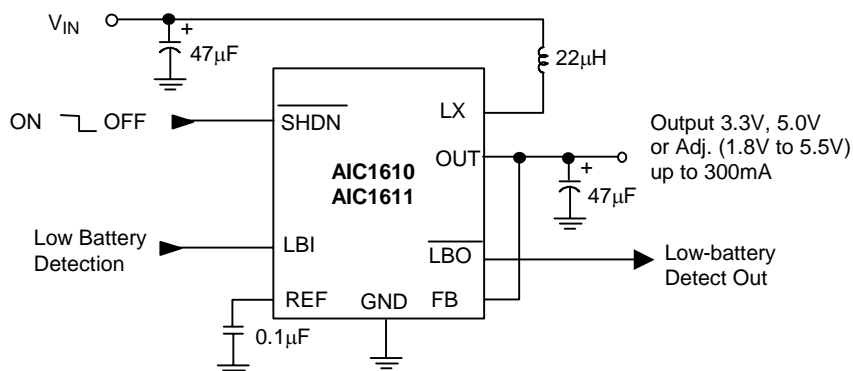 VIN
+
47µF
22µH
ON OFF
SHDN
LX
OUT
AIC1610
AIC1611
Output 3.3V, 5.0V
or Adj. (1.8V to 5.5V)
up to 300mA
+
47µF
Low Battery
Detection
LBI
LBO
Low-battery
Detect Out
REF
GND
FB
0.1µF